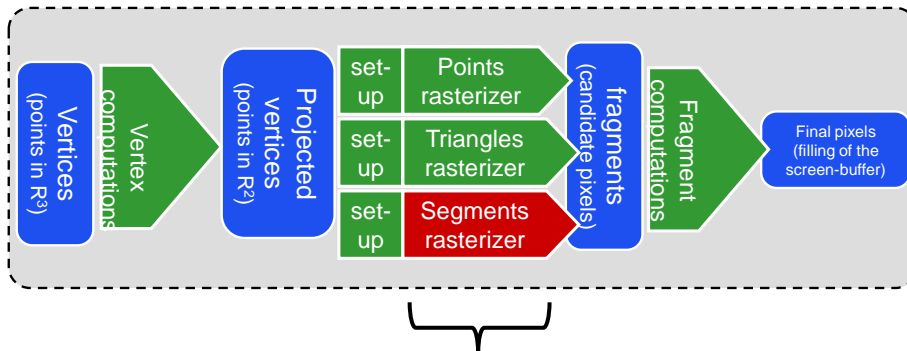 Vertices
(points in R³)
Vertex
computations
Projected
vertices
(points in R²)
set-
up
Points
rasterizer
set-
up
Triangles
rasterizer
set-
up
Segments
rasterizer
fragments
(candidate pixels)
Fragment
computations
Final pixels
(filling of the
screen-buffer)